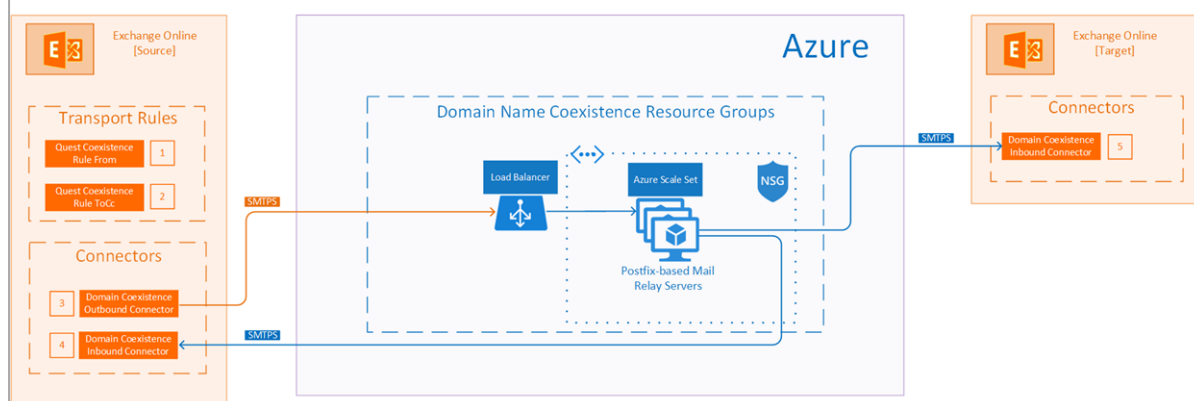 Exchange Online
[Source]
Transport Rules
Quest Coexistence
Rule From
1
Quest Coexistence
Rule ToCc
2
Connectors
3
Domain Coexistence
Outbound Connector
4
Domain Coexistence
Inbound Connector
SMTPS
SMTPS
Azure
Domain Name Coexistence Resource Groups
Load Balancer
Azure Scale Set
NSG
Postfix-based Mail
Relay Servers
SMTPS
Exchange Online
[Target]
Connectors
Domain Coexistence
Inbound Connector
5